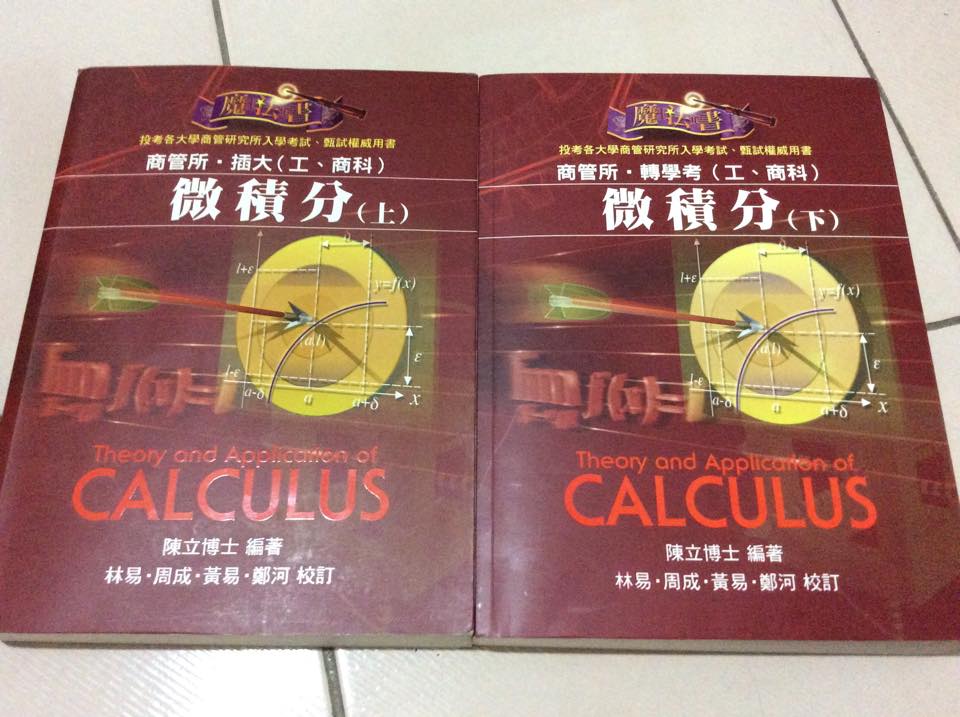 魔法書
投考各大學商管研究所入學考試、甄試權威用書
商管所·插大(工、商科)
微積分(上)
l+ε
y=f(x)
a(l)
ε
l-ε
a-δ
a
a+δ
x
Theory and Application of
CALCULUS
陳立博士 編著
林易·周成·黃易·鄭河 校訂
魔法書
投考各大學商管研究所入學考試、甄試權威用書
商管所·轉學考(工、商科)
微積分(下)
l+ε
y=f(x)
a(l)
ε
l-ε
a-δ
a
a+δ
x
Theory and Application of
CALCULUS
陳立博士 編著
林易·周成·黃易·鄭河 校訂